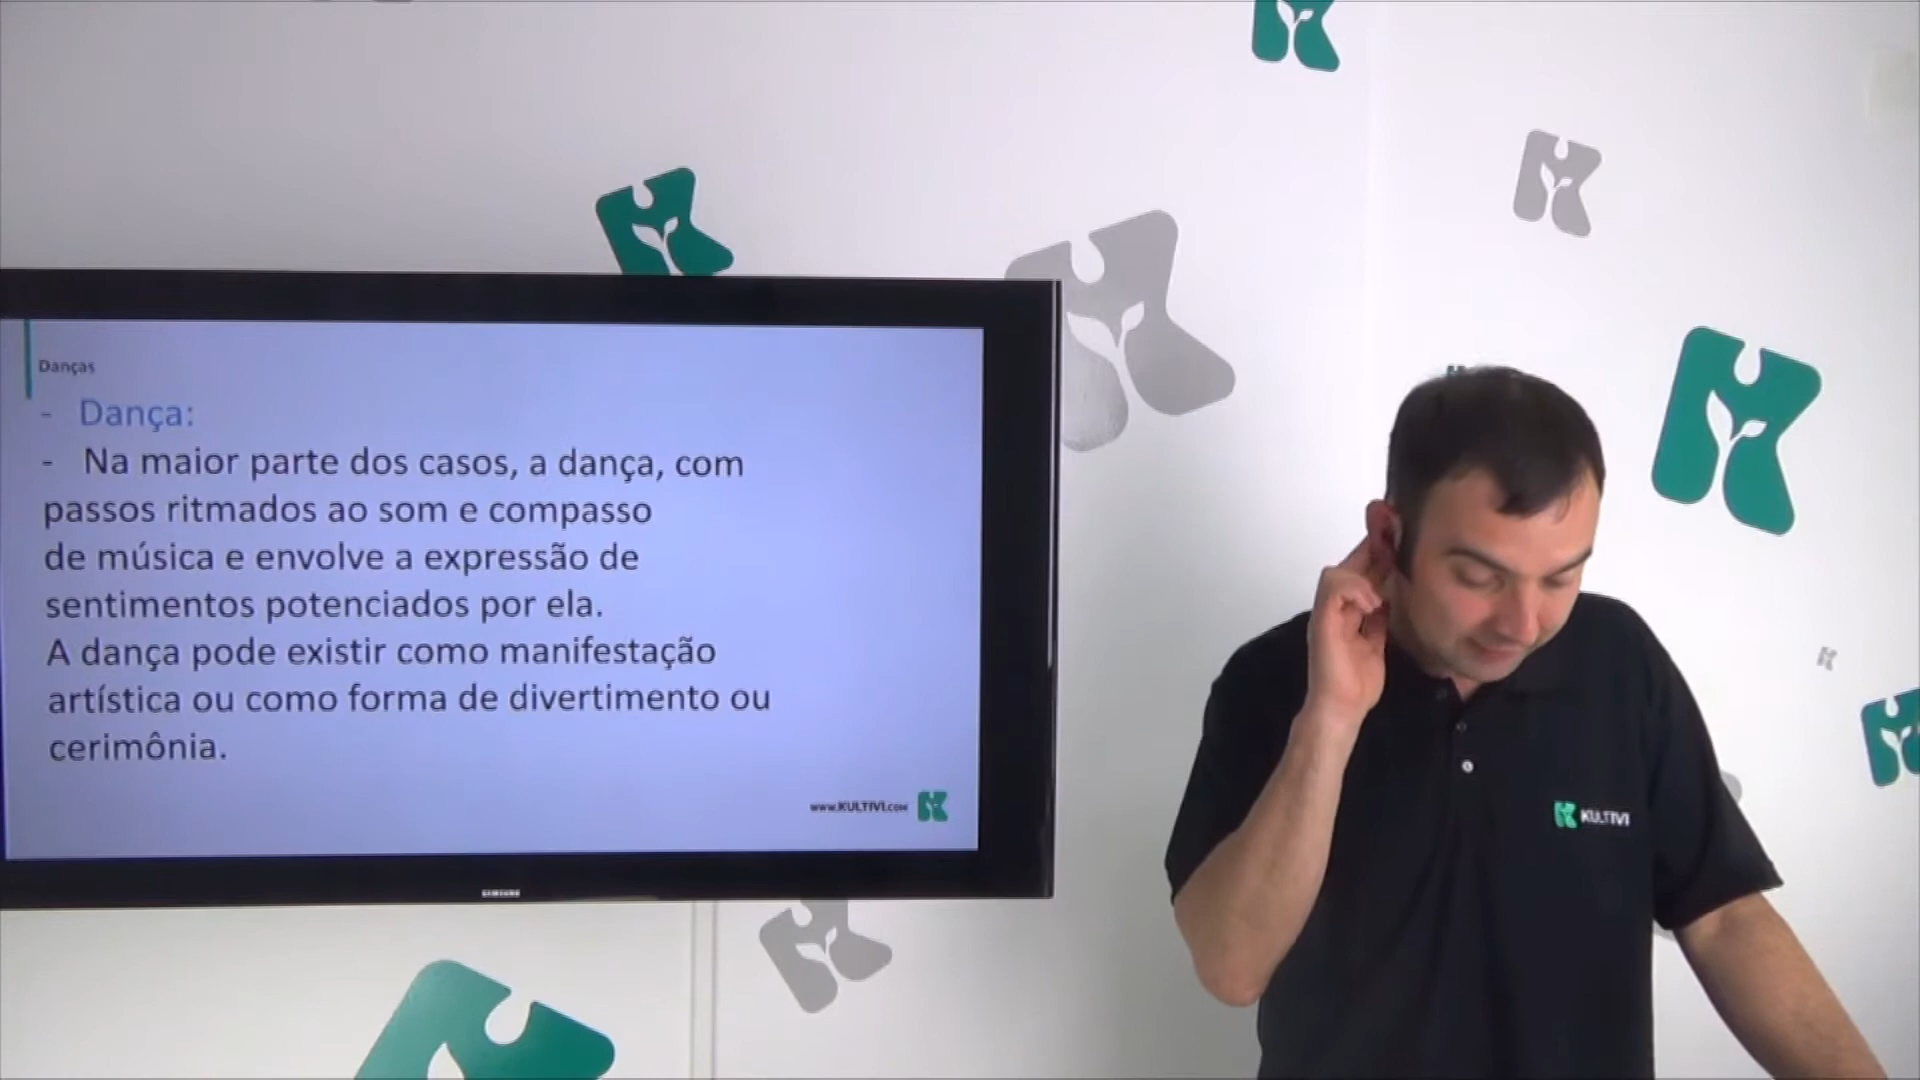 Danças
- Dança:
- Na maior parte dos casos, a dança, com
passos ritmados ao som e compasso
de música e envolve a expressão de
sentimentos potenciados por ela.
A dança pode existir como manifestação
artística ou como forma de divertimento ou
cerimônia.
www.KULTIVI.com
SAMSUNG
KULTIVI